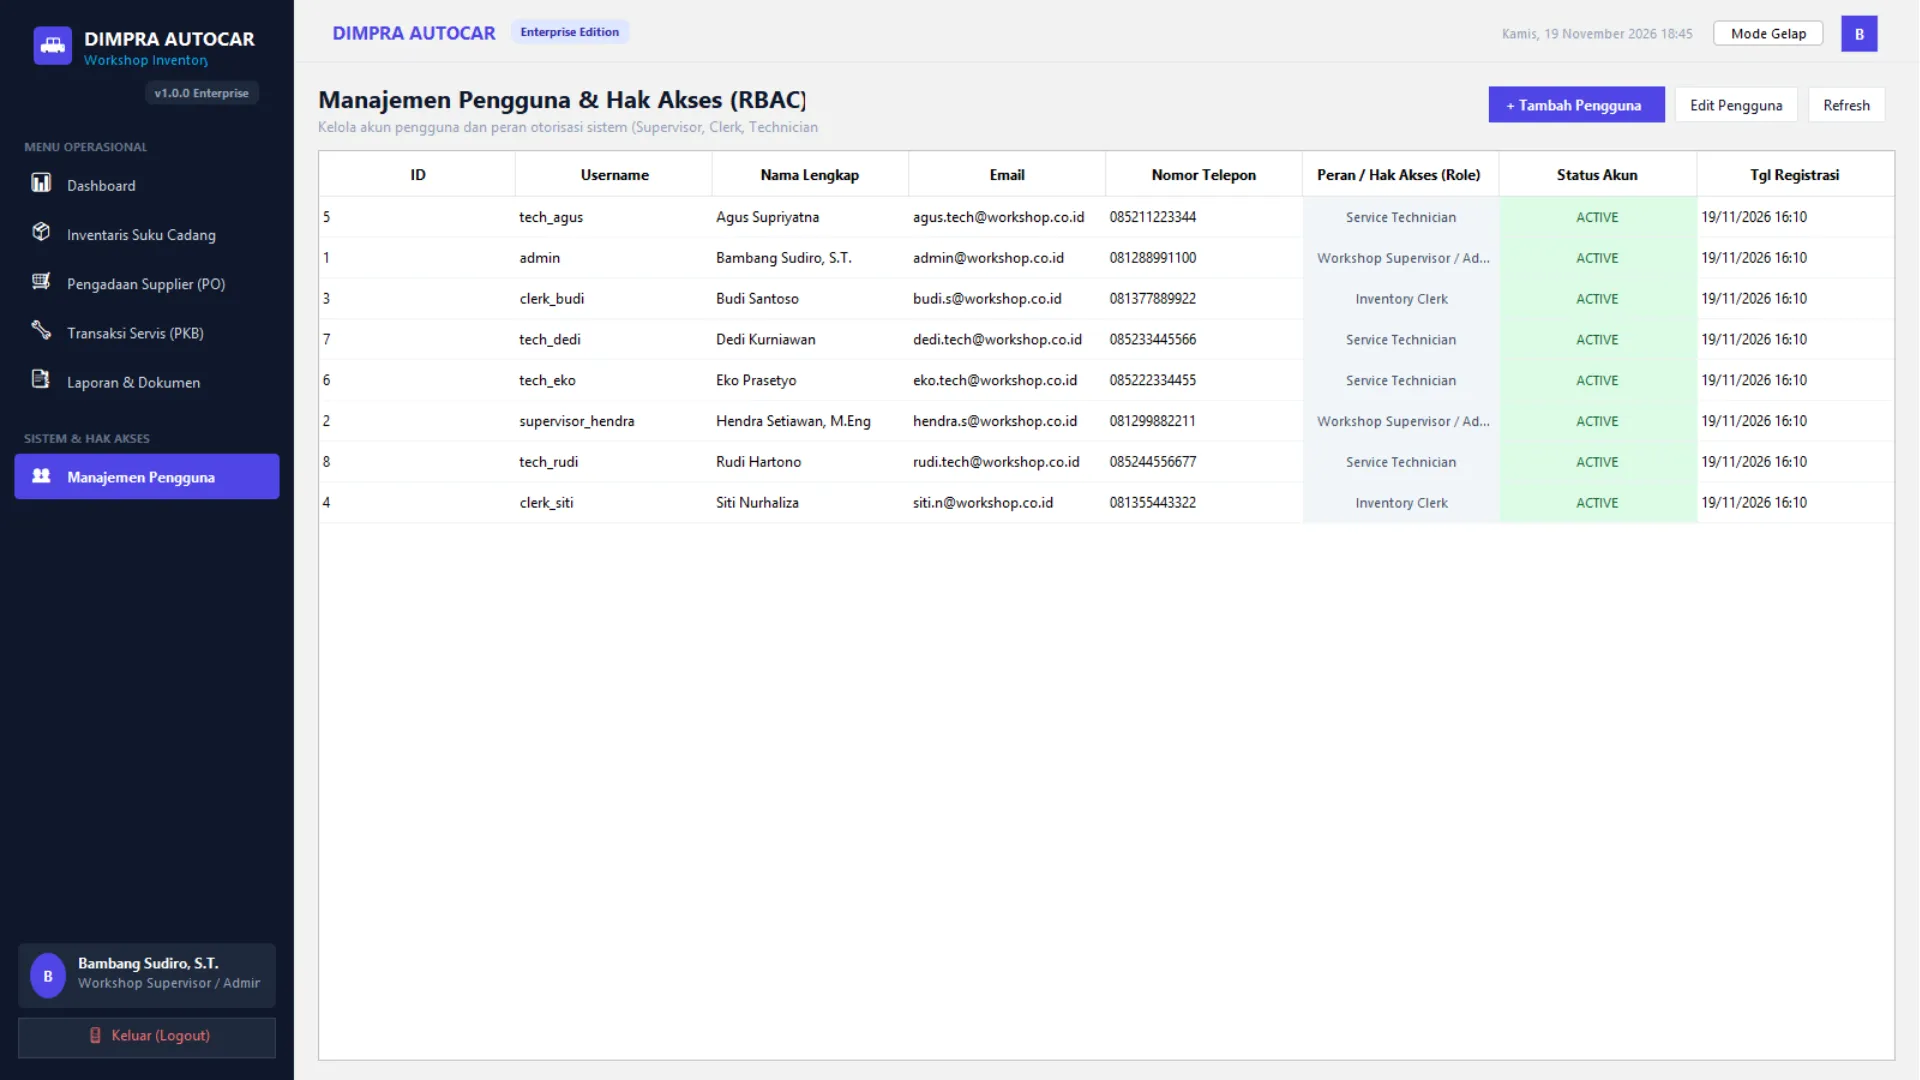 DIMPRA AUTOCAR
Workshop Inventory
v1.0.0 Enterprise
MENU OPERASIONAL
Dashboard
Inventaris Suku Cadang
Pengadaan Supplier (PO)
Transaksi Servis (PKB)
Laporan & Dokumen
SISTEM & HAK AKSES
Manajemen Pengguna
B
Bambang Sudiro, S.T.
Workshop Supervisor / Admin
Keluar (Logout)
DIMPRA AUTOCAR Enterprise Edition Kamis, 19 November 2026 18:45 Mode Gelap B
Manajemen Pengguna & Hak Akses (RBAC)
Kelola akun pengguna dan peran otorisasi sistem (Supervisor, Clerk, Technician
+ Tambah Pengguna Edit Pengguna Refresh
ID Username Nama Lengkap Email Nomor Telepon Peran / Hak Akses (Role) Status Akun Tgl Registrasi
5 tech_agus Agus Supriyatna agus.tech@workshop.co.id 085211223344 Service Technician ACTIVE 19/11/2026 16:10
1 admin Bambang Sudiro, S.T. admin@workshop.co.id 081288991100 Workshop Supervisor / Ad... ACTIVE 19/11/2026 16:10
3 clerk_budi Budi Santoso budi.s@workshop.co.id 081377889922 Inventory Clerk ACTIVE 19/11/2026 16:10
7 tech_dedi Dedi Kurniawan dedi.tech@workshop.co.id 085233445566 Service Technician ACTIVE 19/11/2026 16:10
6 tech_eko Eko Prasetyo eko.tech@workshop.co.id 085222334455 Service Technician ACTIVE 19/11/2026 16:10
2 supervisor_hendra Hendra Setiawan, M.Eng hendra.s@workshop.co.id 081299882211 Workshop Supervisor / Ad... ACTIVE 19/11/2026 16:10
8 tech_rudi Rudi Hartono rudi.tech@workshop.co.id 085244556677 Service Technician ACTIVE 19/11/2026 16:10
4 clerk_siti Siti Nurhaliza siti.n@workshop.co.id 081355443322 Inventory Clerk ACTIVE 19/11/2026 16:10